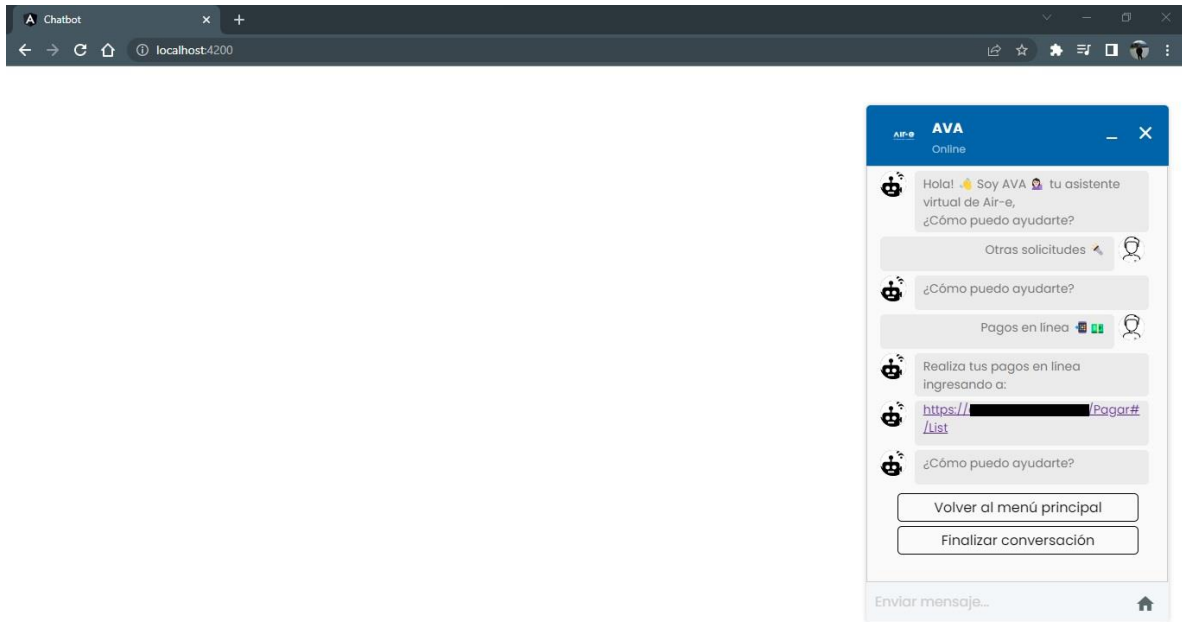 Chatbot
localhost:4200
Air-e
AVA
Online
Hola! 👋 Soy AVA 💁🏻‍♀️ tu asistente
virtual de Air-e,
¿Cómo puedo ayudarte?
Otras solicitudes
¿Cómo puedo ayudarte?
Pagos en línea 📲💵
Realiza tus pagos en línea
ingresando a:
https:// /Pagar#
/List
¿Cómo puedo ayudarte?
Volver al menú principal
Finalizar conversación
Enviar mensaje...